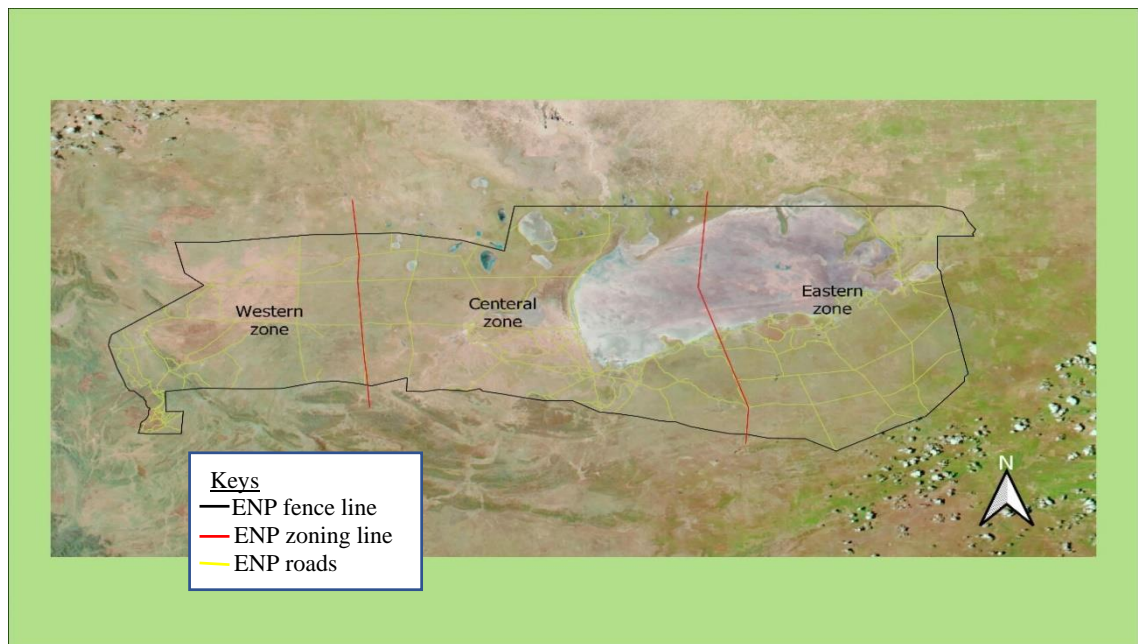 Western
zone
Centeral
zone
Eastern
zone
N
Keys
ENP fence line
ENP zoning line
ENP roads